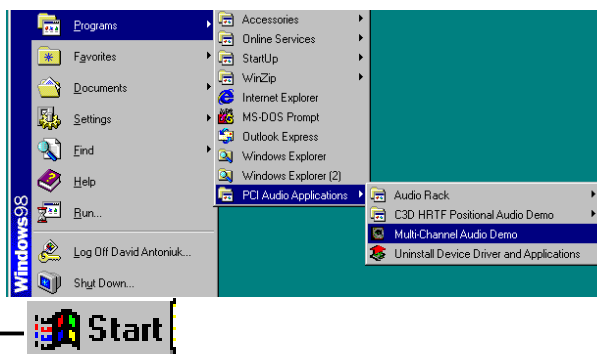 Programs
Favorites
Documents
Settings
Find
Help
Run...
Log Off David Antoniuk...
Shut Down...
Windows98
Accessories
Online Services
StartUp
WinZip
Internet Explorer
MS-DOS Prompt
Outlook Express
Windows Explorer
Windows Explorer (2)
PCI Audio Applications
Audio Rack
C3D HRTF Positional Audio Demo
Multi-Channel Audio Demo
Uninstall Device Driver and Applications
Start